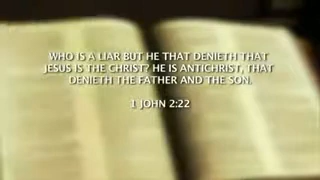 WHO IS A LIAR BUT HE THAT DENIETH THAT
JESUS IS THE CHRIST? HE IS ANTICHRIST, THAT
DENIETH THE FATHER AND THE SON.
1 JOHN 2:22